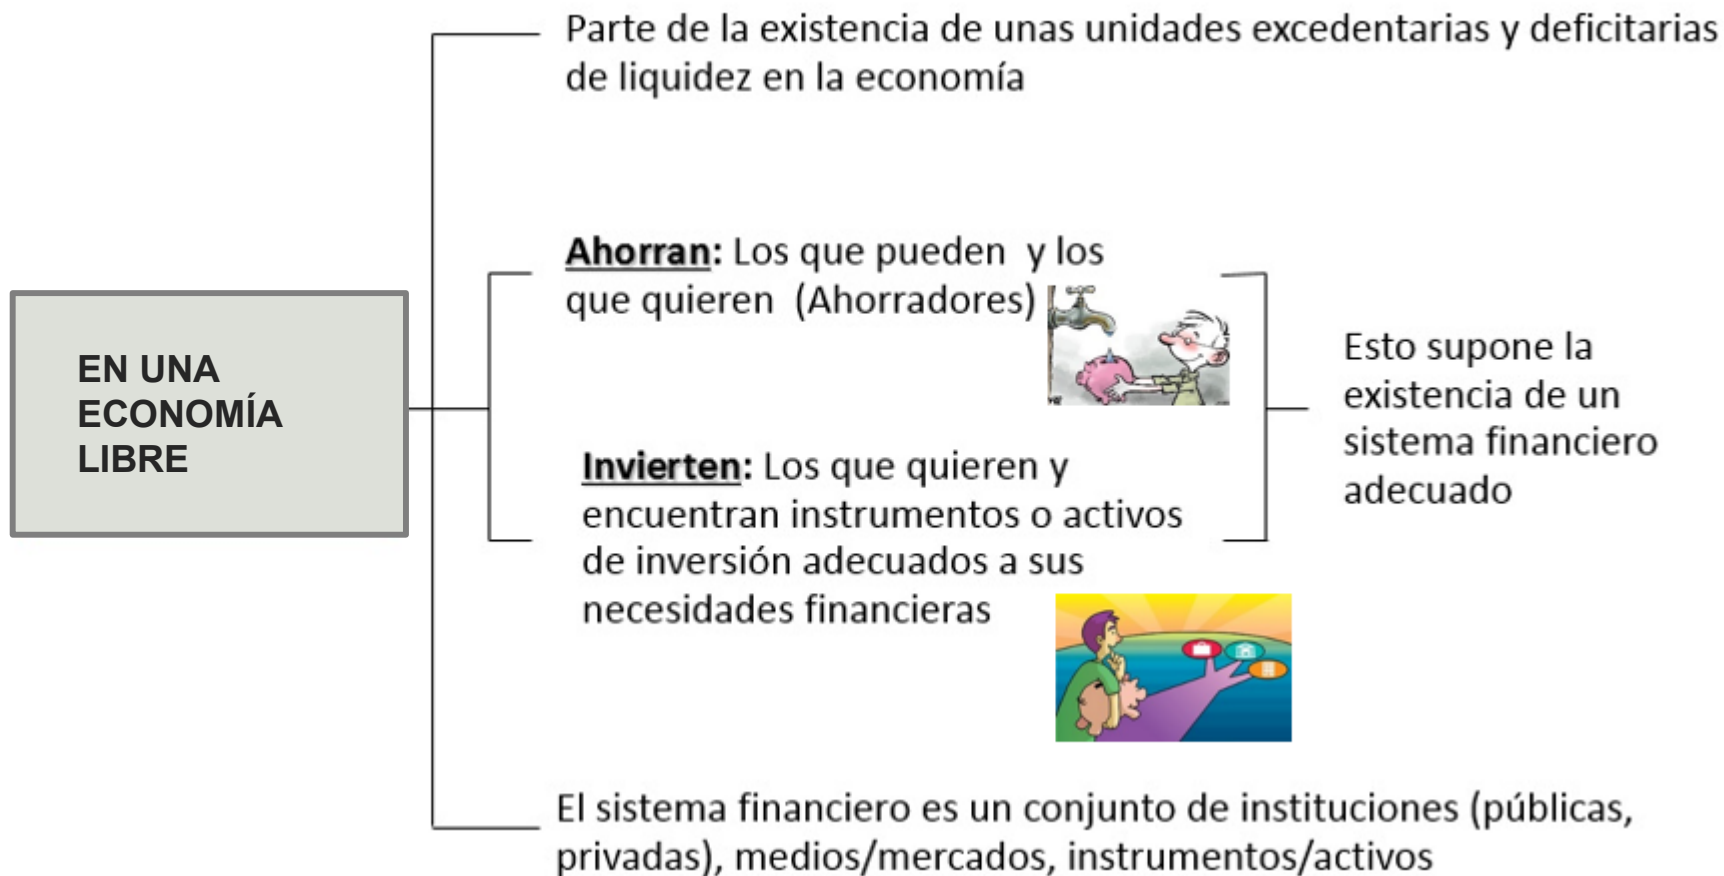 Parte de la existencia de unas unidades excedentarias y deficitarias
de liquidez en la economía
Ahorran: Los que pueden y los
que quieren (Ahorradores)
EN UNA
ECONOMÍA
LIBRE
Invierten: Los que quieren y
encuentran instrumentos o activos
de inversión adecuados a sus
necesidades financieras
Esto supone la
existencia de un
sistema financiero
adecuado
El sistema financiero es un conjunto de instituciones (públicas,
privadas), medios/mercados, instrumentos/activos